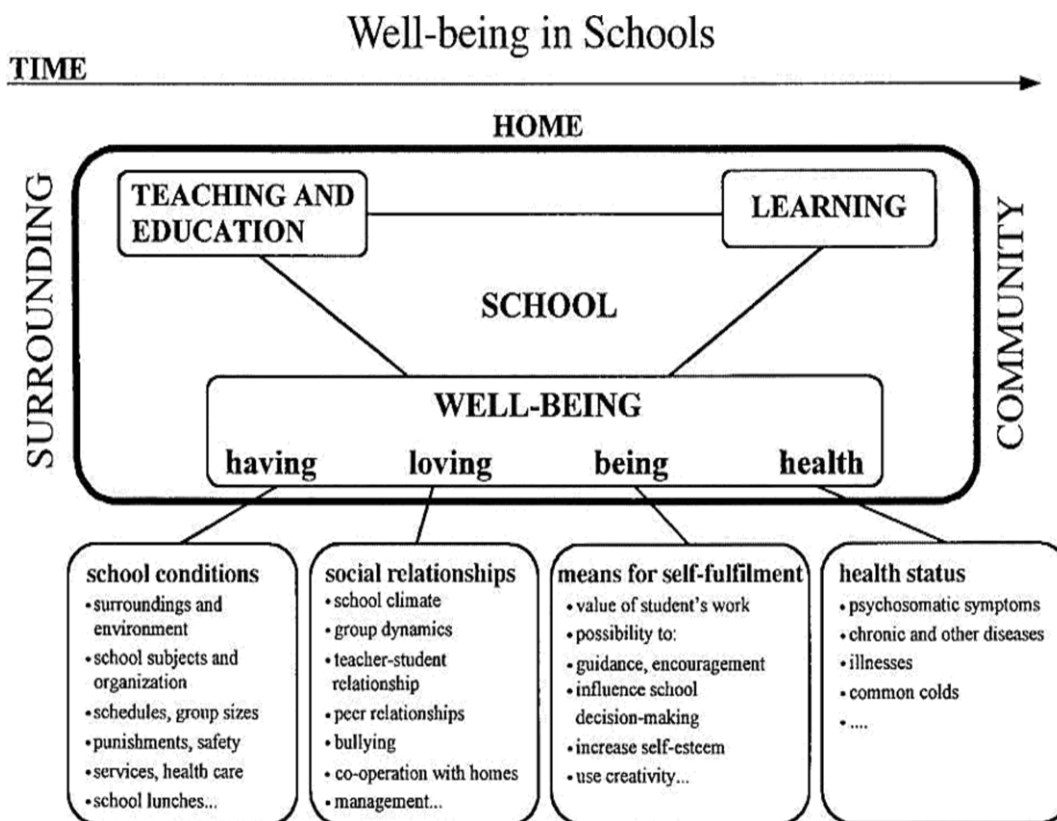 Well-being in Schools
TIME
HOME
SURROUNDING
COMMUNITY
TEACHING AND
EDUCATION
LEARNING
SCHOOL
WELL-BEING
having loving being health
school conditions
• surroundings and
environment
• school subjects and
organization
• schedules, group sizes
• punishments, safety
• services, health care
• school lunches...
social relationships
• school climate
• group dynamics
• teacher-student
relationship
• peer relationships
• bullying
• co-operation with homes
• management...
means for self-fulfilment
• value of student's work
• possibility to:
• guidance, encouragement
• influence school
decision-making
• increase self-esteem
• use creativity...
health status
• psychosomatic symptoms
• chronic and other diseases
• illnesses
• common colds
• ....